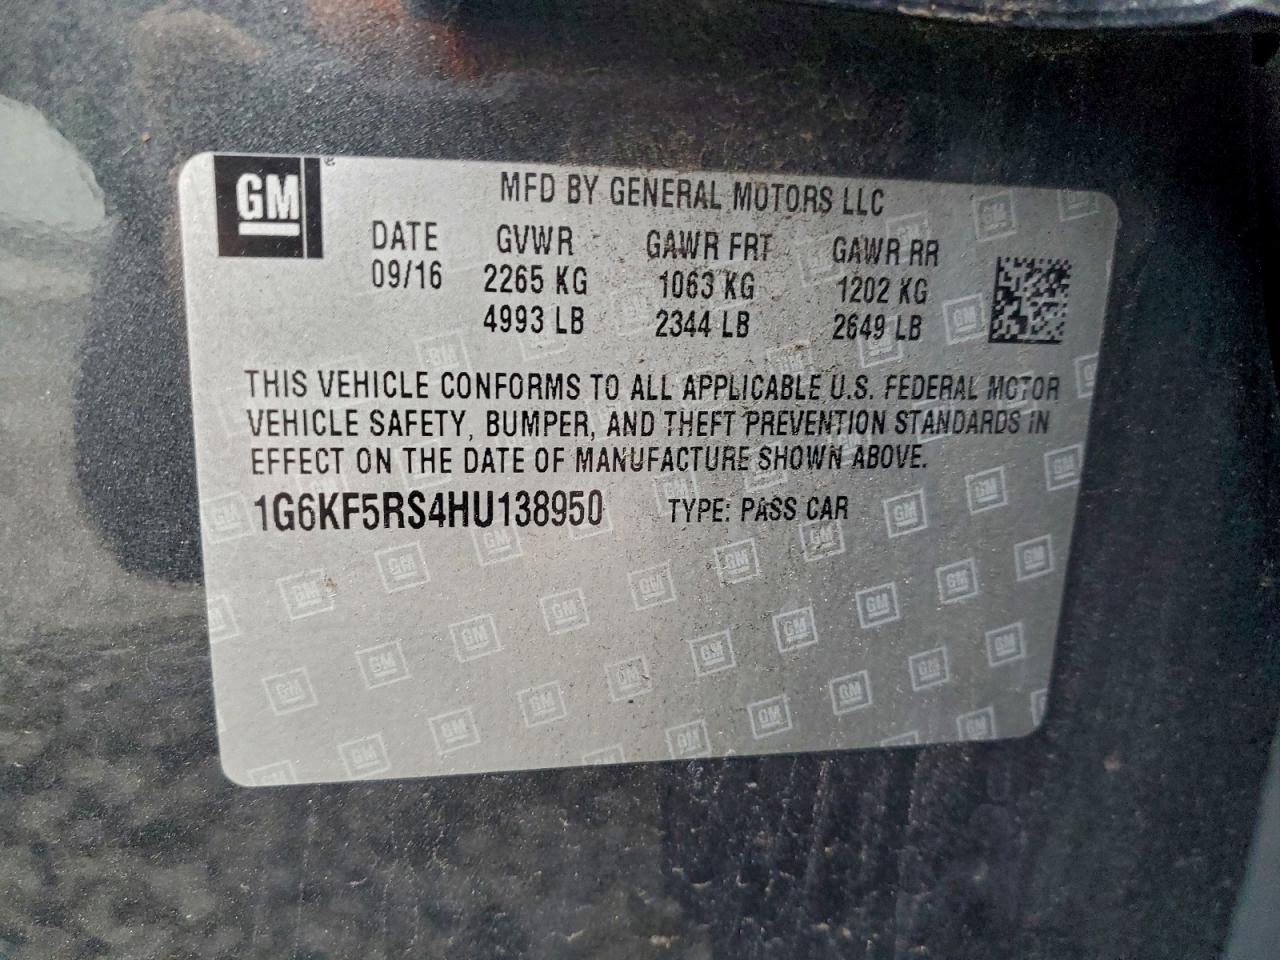 GM ®
MFD BY GENERAL MOTORS LLC
DATE GVWR GAWR FRT GAWR RR
09/16 2265 KG 1063 KG 1202 KG
4993 LB 2344 LB 2649 LB
THIS VEHICLE CONFORMS TO ALL APPLICABLE U.S. FEDERAL MOTOR
VEHICLE SAFETY, BUMPER, AND THEFT PREVENTION STANDARDS IN
EFFECT ON THE DATE OF MANUFACTURE SHOWN ABOVE.
1G6KF5RS4HU138950 TYPE: PASS CAR